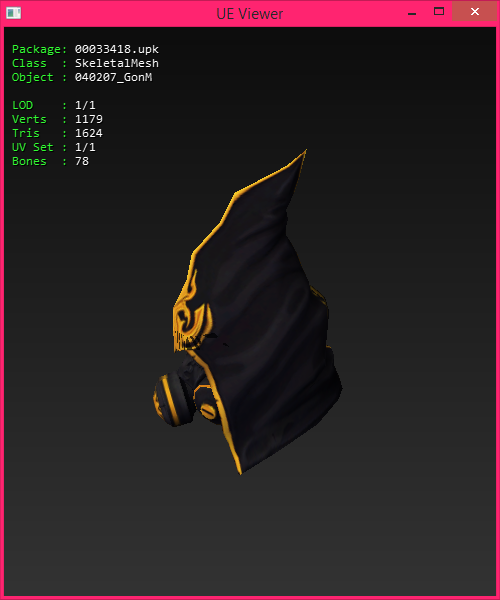 UE Viewer
Package: 00033418.upk
Class : SkeletalMesh
Object : 040207_GonM
LOD : 1/1
Verts : 1179
Tris : 1624
UV Set : 1/1
Bones : 78